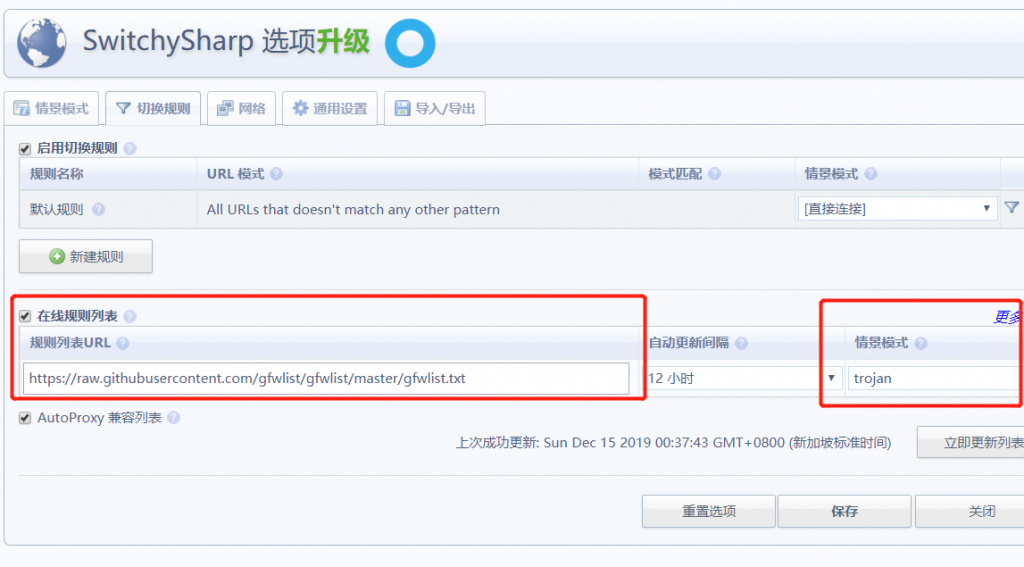 SwitchySharp 选项升级
情景模式 切换规则 网络 通用设置 导入/导出
启用切换规则
规则名称 URL 模式 模式匹配 情景模式
默认规则 All URLs that doesn't match any other pattern [直接连接]
新建规则
在线规则列表 更多
规则列表URL 自动更新间隔 情景模式
https://raw.githubusercontent.com/gfwlist/gfwlist/master/gfwlist.txt 12 小时 trojan
AutoProxy 兼容列表
上次成功更新: Sun Dec 15 2019 00:37:43 GMT+0800 (新加坡标准时间) 立即更新列表
重置选项 保存 关闭